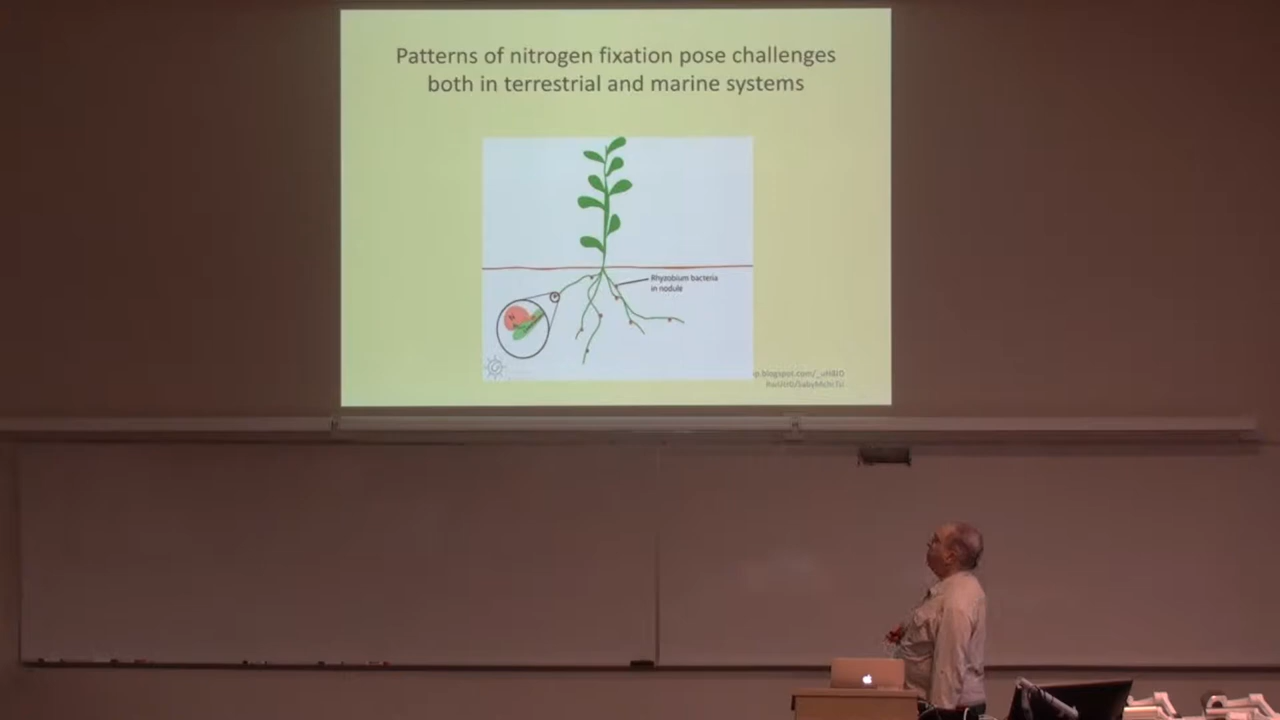 Patterns of nitrogen fixation pose challenges
both in terrestrial and marine systems
Rhyzobium bacteria
in nodule